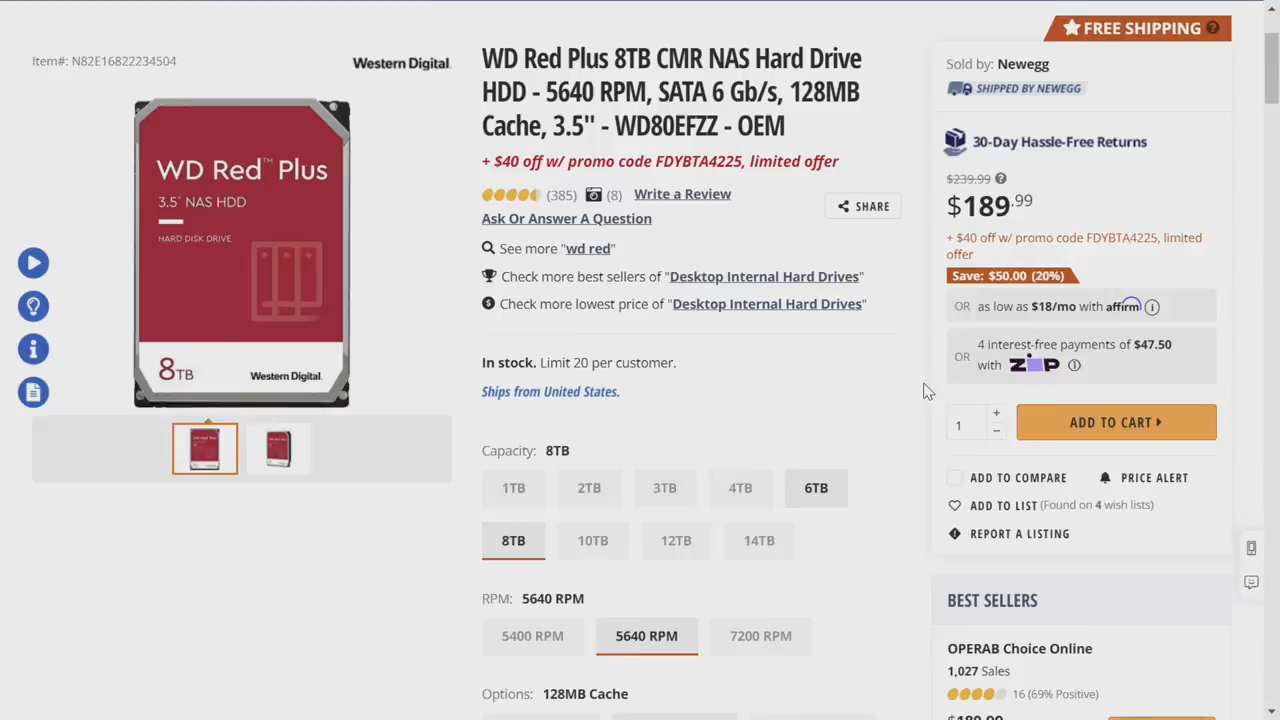 FREE SHIPPING
Item#: N82E16822234504
Western Digital.
WD Red™ Plus
3.5" NAS HDD
HARD DISK DRIVE
8TB
Western Digital.
WD Red Plus 8TB CMR NAS Hard Drive
HDD - 5640 RPM, SATA 6 Gb/s, 128MB
Cache, 3.5" - WD80EFZZ - OEM
+ $40 off w/ promo code FDYBTA4225, limited offer
(385) (8) Write a Review
Ask Or Answer A Question
SHARE
See more "wd red"
Check more best sellers of "Desktop Internal Hard Drives"
Check more lowest price of "Desktop Internal Hard Drives"
In stock. Limit 20 per customer.
Ships from United States.
Capacity: 8TB
1TB 2TB 3TB 4TB 6TB
8TB 10TB 12TB 14TB
RPM: 5640 RPM
5400 RPM 5640 RPM 7200 RPM
Options: 128MB Cache
Sold by: Newegg
SHIPPED BY NEWEGG
30-Day Hassle-Free Returns
$239.99
$189.99
+ $40 off w/ promo code FDYBTA4225, limited
offer
Save: $50.00 (20%)
OR as low as $18/mo with affirm
4 interest-free payments of $47.50
OR
with ZIP
1 + − ADD TO CART
ADD TO COMPARE PRICE ALERT
ADD TO LIST (Found on 4 wish lists)
REPORT A LISTING
BEST SELLERS
OPERAB Choice Online
1,027 Sales
16 (69% Positive)